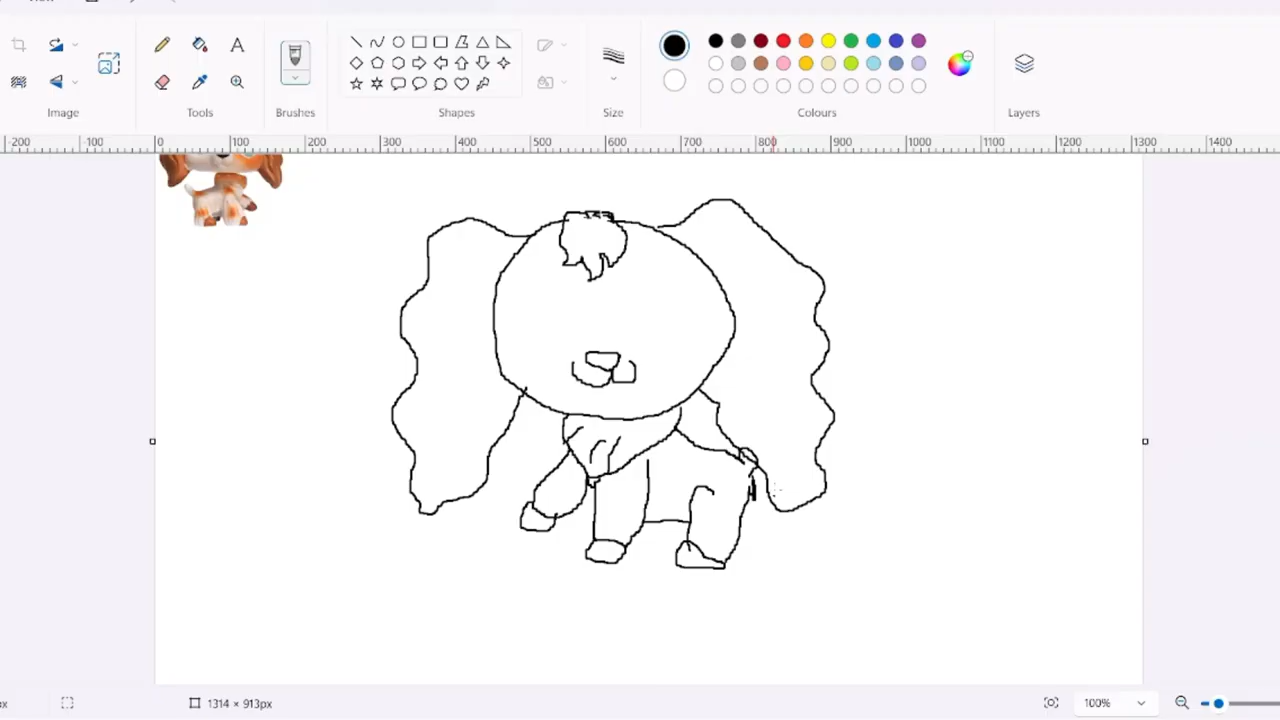 Image
Tools
Brushes
Shapes
Size
Colours
Layers
-200 -100 0 100 200 300 400 500 600 700 800 900 1000 1100 1200 1300 1400
1314 × 913px
100%